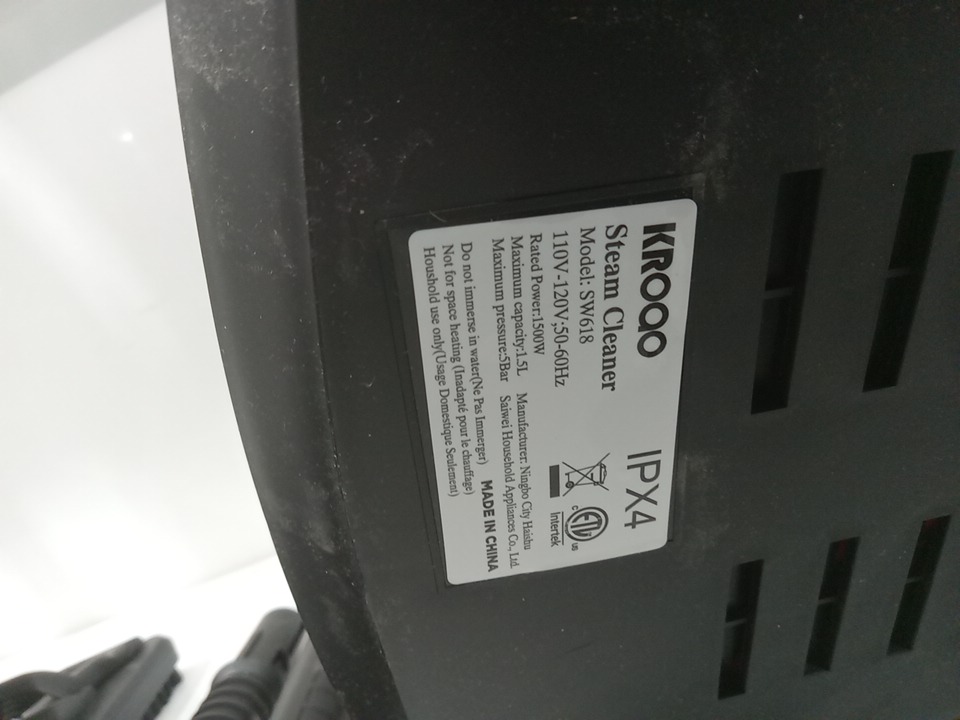 KROQO
IPX4
Steam Cleaner
Model: SW618
110V-120V;50-60Hz
Rated Power:1500W
Maximum capacity:1.5L
Maximum pressure:5Bar
c ETL us
Intertek
Manufacturer: Ningbo City Haishu
Saiwei Household Appliances Co., Ltd.
Do not immerse in water(Ne Pas Immerger)
MADE IN CHINA
Not for space heating (Inadapté pour le chauffage)
Houshold use only(Usage Domestique Seulement)